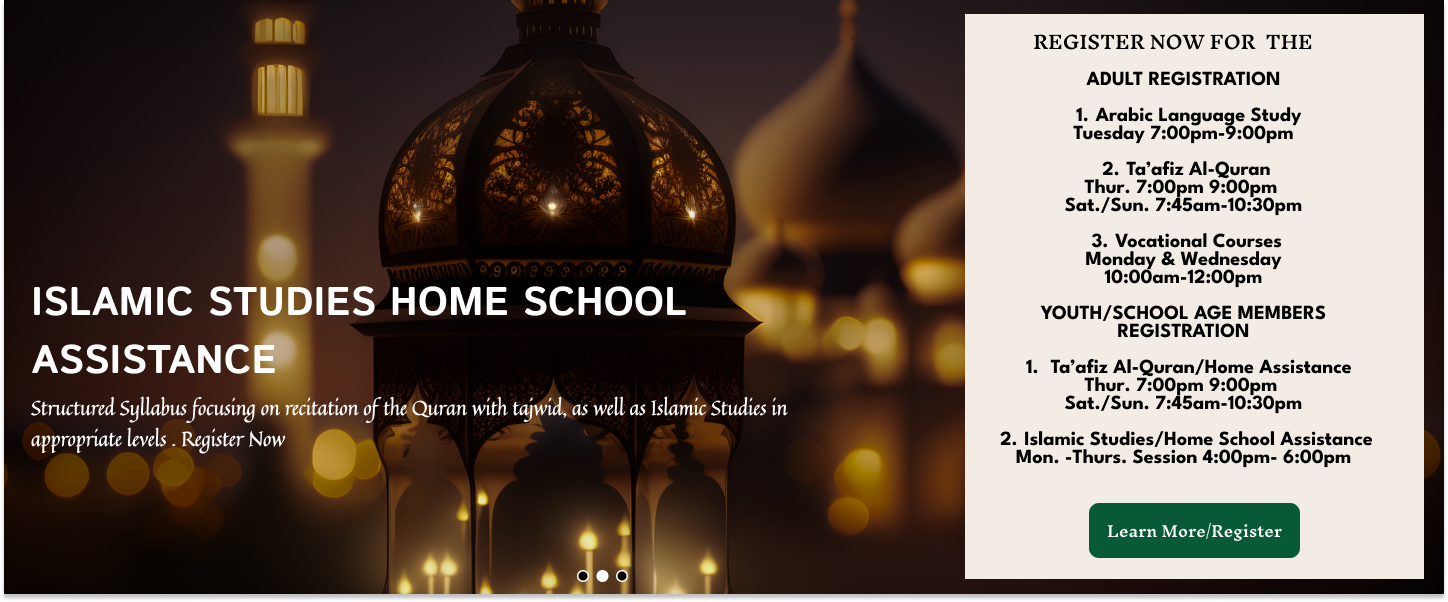 ISLAMIC STUDIES HOME SCHOOL
ASSISTANCE
Structured Syllabus focusing on recitation of the Quran with tajwid, as well as Islamic Studies in
appropriate levels . Register Now
REGISTER NOW FOR THE
ADULT REGISTRATION
1. Arabic Language Study
Tuesday 7:00pm-9:00pm
2. Ta’afiz Al-Quran
Thur. 7:00pm 9:00pm
Sat./Sun. 7:45am-10:30pm
3. Vocational Courses
Monday & Wednesday
10:00am-12:00pm
YOUTH/SCHOOL AGE MEMBERS
REGISTRATION
1. Ta’afiz Al-Quran/Home Assistance
Thur. 7:00pm 9:00pm
Sat./Sun. 7:45am-10:30pm
2. Islamic Studies/Home School Assistance
Mon. -Thurs. Session 4:00pm- 6:00pm
Learn More/Register